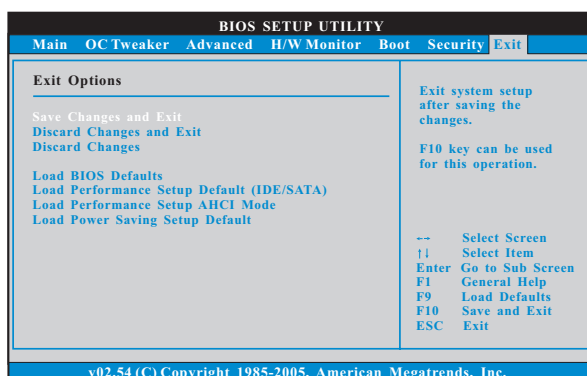 BIOS SETUP UTILITY
Main OC Tweaker Advanced H/W Monitor Boot Security Exit
Exit Options
Save Changes and Exit
Discard Changes and Exit
Discard Changes
Load BIOS Defaults
Load Performance Setup Default (IDE/SATA)
Load Performance Setup AHCI Mode
Load Power Saving Setup Default
Exit system setup
after saving the
changes.
F10 key can be used
for this operation.
←→ Select Screen
↑↓ Select Item
Enter Go to Sub Screen
F1 General Help
F9 Load Defaults
F10 Save and Exit
ESC Exit
v02.54 (C) Copyright 1985-2005, American Megatrends, Inc.